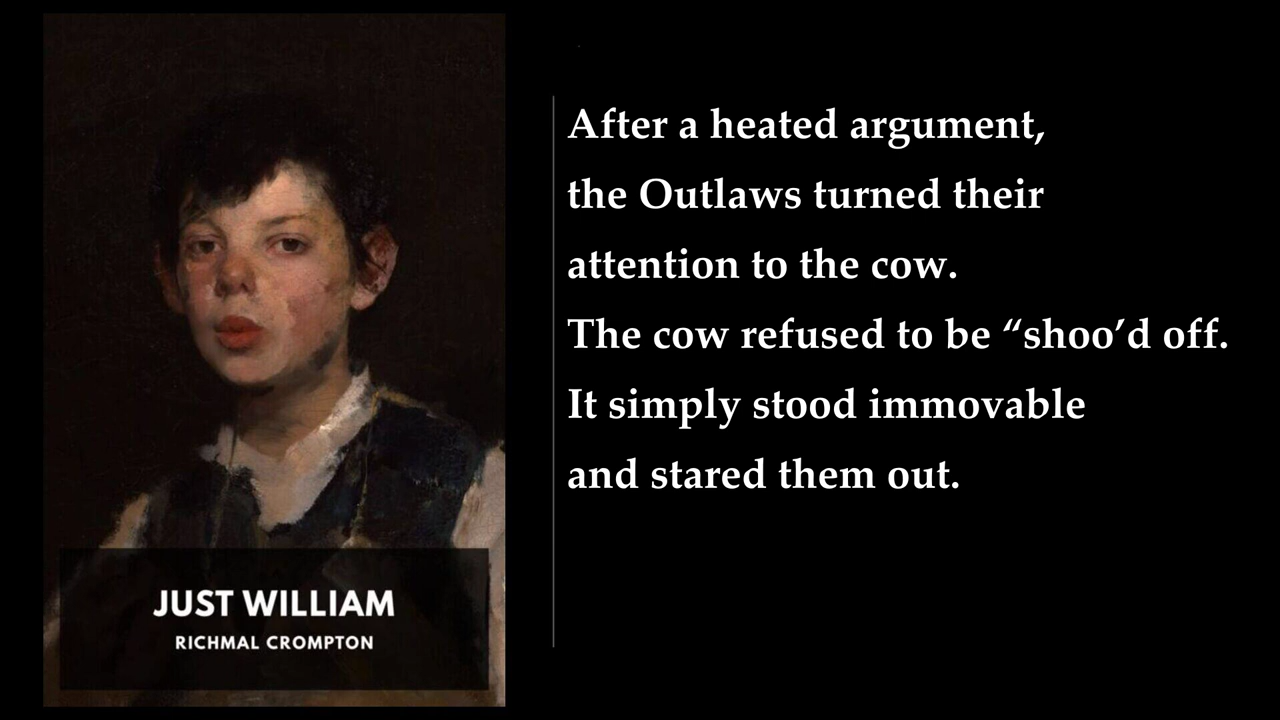 After a heated argument,
the Outlaws turned their
attention to the cow.
The cow refused to be “shoo’d off.
It simply stood immovable
and stared them out.
JUST WILLIAM
RICHMAL CROMPTON